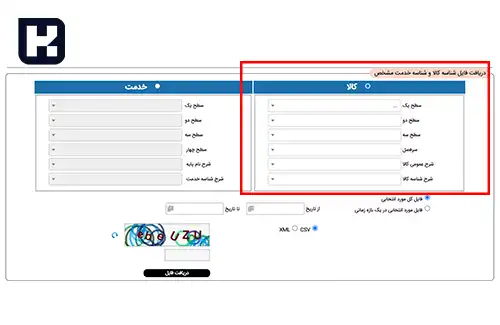 دریافت فایل شناسه کالا و شناسه خدمت مشخص
کالا
سطح یک
...
سطح دو
سطح سه
سرفصل
شرح عمومی کالا
شرح شناسه کالا
خدمت
سطح یک
سطح دو
سطح سه
سطح چهار
شرح نام پایه
شرح شناسه خدمت
فایل کل مورد انتخابی
فایل مورد انتخابی در یک بازه زمانی از تاریخ تا تاریخ
CSV XML
دریافت فایل